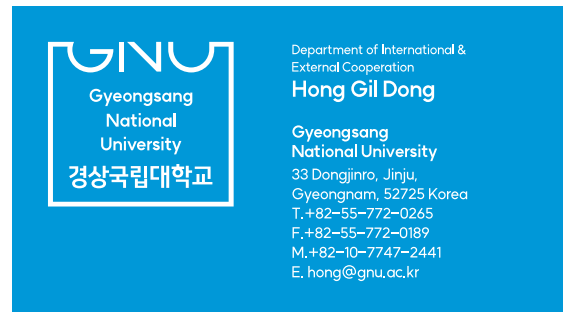 GNU
Gyeongsang
National
University
경상국립대학교
Department of International &
External Cooperation
Hong Gil Dong
Gyeongsang
National University
33 Dongjinro, Jinju,
Gyeongnam, 52725 Korea
T.+82-55-772-0265
F.+82-55-772-0189
M.+82-10-7747-2441
E. hong@gnu.ac.kr